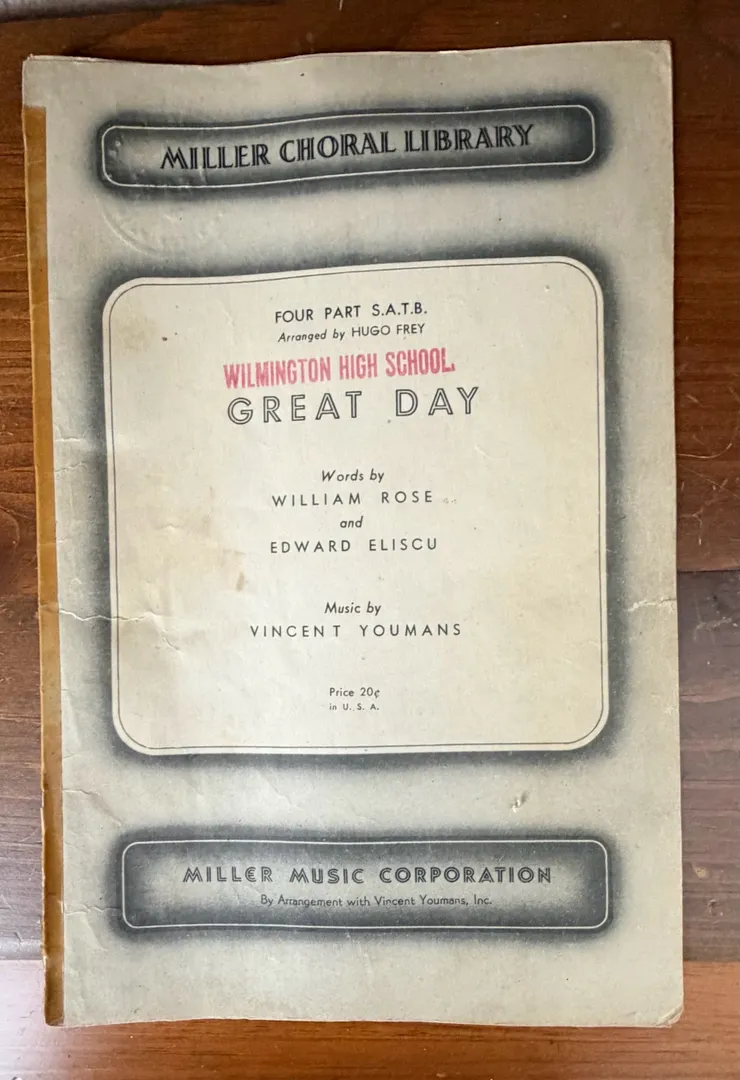 MILLER CHORAL LIBRARY
FOUR PART S.A.T.B.
Arranged by HUGO FREY
WILMINGTON HIGH SCHOOL.
GREAT DAY
Words by
WILLIAM ROSE
and
EDWARD ELISCU
Music by
VINCENT YOUMANS
Price 20¢
in U. S. A.
MILLER MUSIC CORPORATION
By Arrangement with Vincent Youmans, Inc.